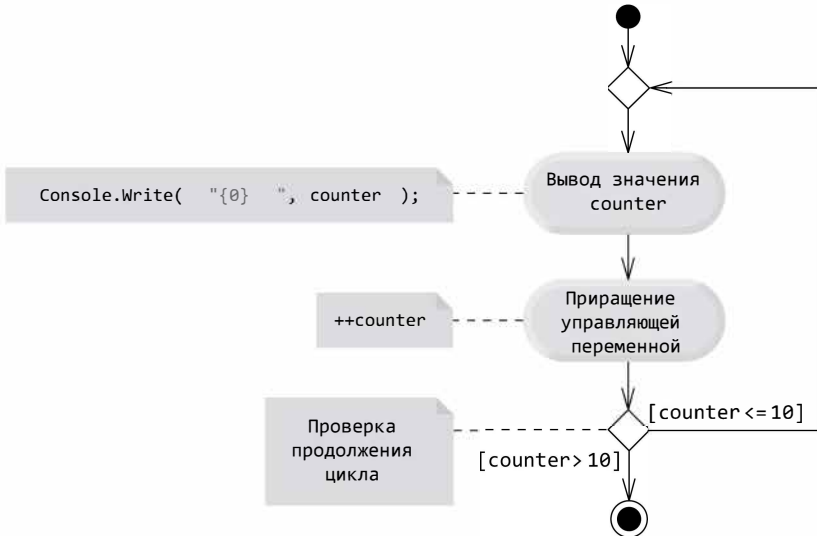 Console.Write( "{0} ", counter );
Вывод значения
counter
++counter
Приращение
управляющей
переменной
Проверка
продолжения
цикла
[counter<=10]
[counter>10]